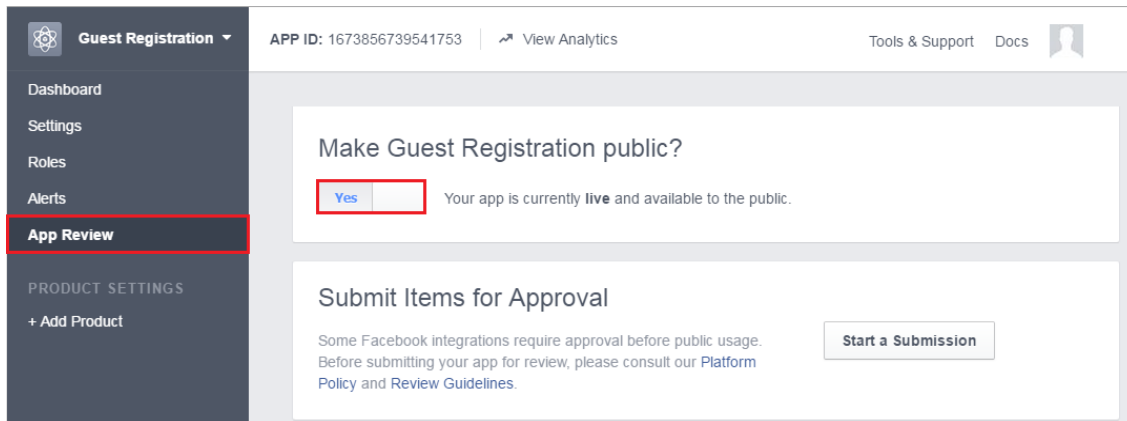 Guest Registration
APP ID: 1673856739541753
View Analytics
Tools & Support
Docs
Dashboard
Settings
Roles
Alerts
App Review
PRODUCT SETTINGS
+ Add Product
Make Guest Registration public?
Yes
Your app is currently live and available to the public.
Submit Items for Approval
Some Facebook integrations require approval before public usage.
Before submitting your app for review, please consult our Platform
Policy and Review Guidelines.
Start a Submission